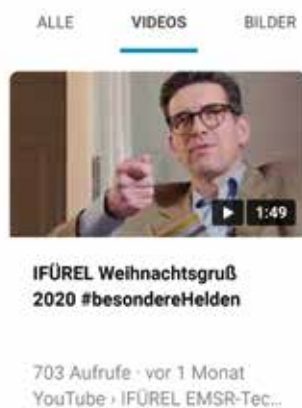 ALLE VIDEOS BILDER
1:49
IFÜREL Weihnachtsgruß
2020 #besondereHelden
703 Aufrufe · vor 1 Monat
YouTube › IFÜREL EMSR-Tec...